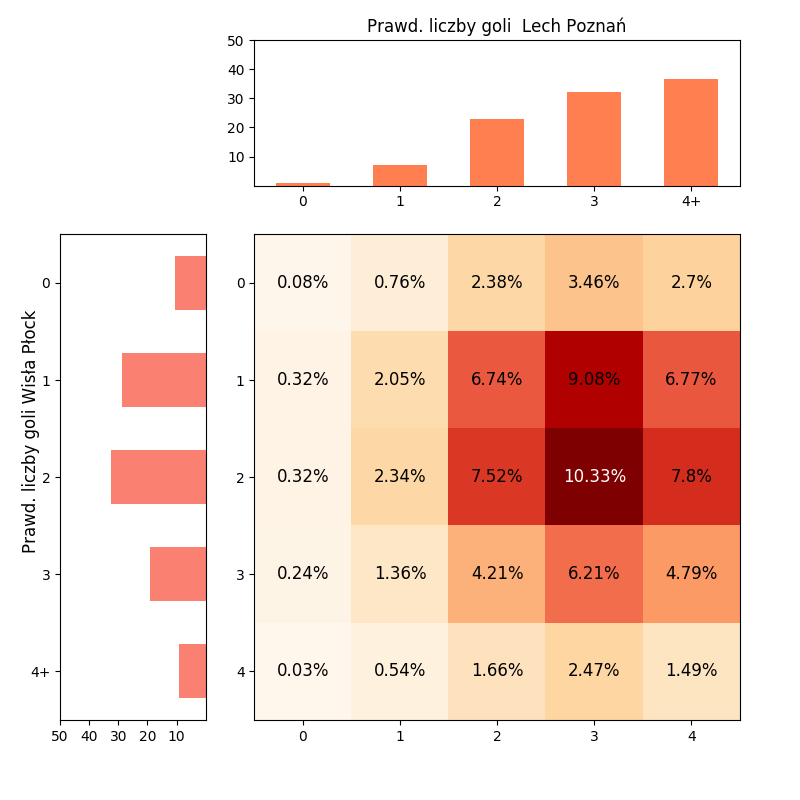 Prawd. liczby goli  Lech Poznań
50
40
30
20
10
0 1 2 3 4+
Prawd. liczby goli Wisła Płock
0
1
2
3
4+
50 40 30 20 10
0 0.08% 0.76% 2.38% 3.46% 2.7%
1 0.32% 2.05% 6.74% 9.08% 6.77%
2 0.32% 2.34% 7.52% 10.33% 7.8%
3 0.24% 1.36% 4.21% 6.21% 4.79%
4 0.03% 0.54% 1.66% 2.47% 1.49%
0 1 2 3 4